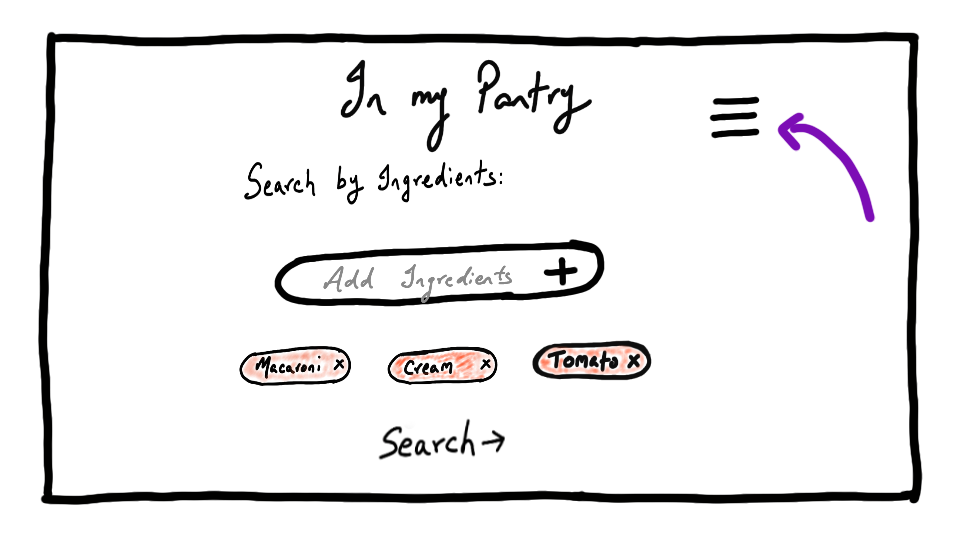 In my Pantry
Search by Ingredients:
Add Ingredients +
Macaroni x Cream x Tomato x
Search →